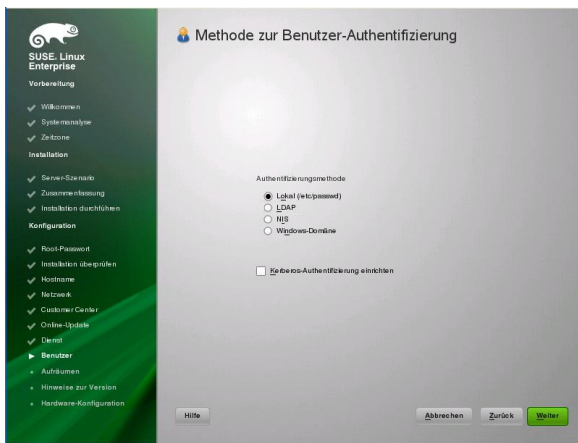 SUSE. Linux
Enterprise
Vorbereitung
Willkommen
Systemanalyse
Zeitzone
Installation
Server-Szenario
Zusammenfassung
Installation durchführen
Konfiguration
Root-Passwort
Installation überprüfen
Hostname
Netzwerk
Customer Center
Online-Update
Dienst
Benutzer
Aufräumen
Hinweise zur Version
Hardware-Konfiguration
Methode zur Benutzer-Authentifizierung
Authentifizierungsmethode
Lokal (/etc/passwd)
LDAP
NIS
Windows-Domäne
Kerberos-Authentifizierung einrichten
Hilfe
Abbrechen
Zurück
Weiter